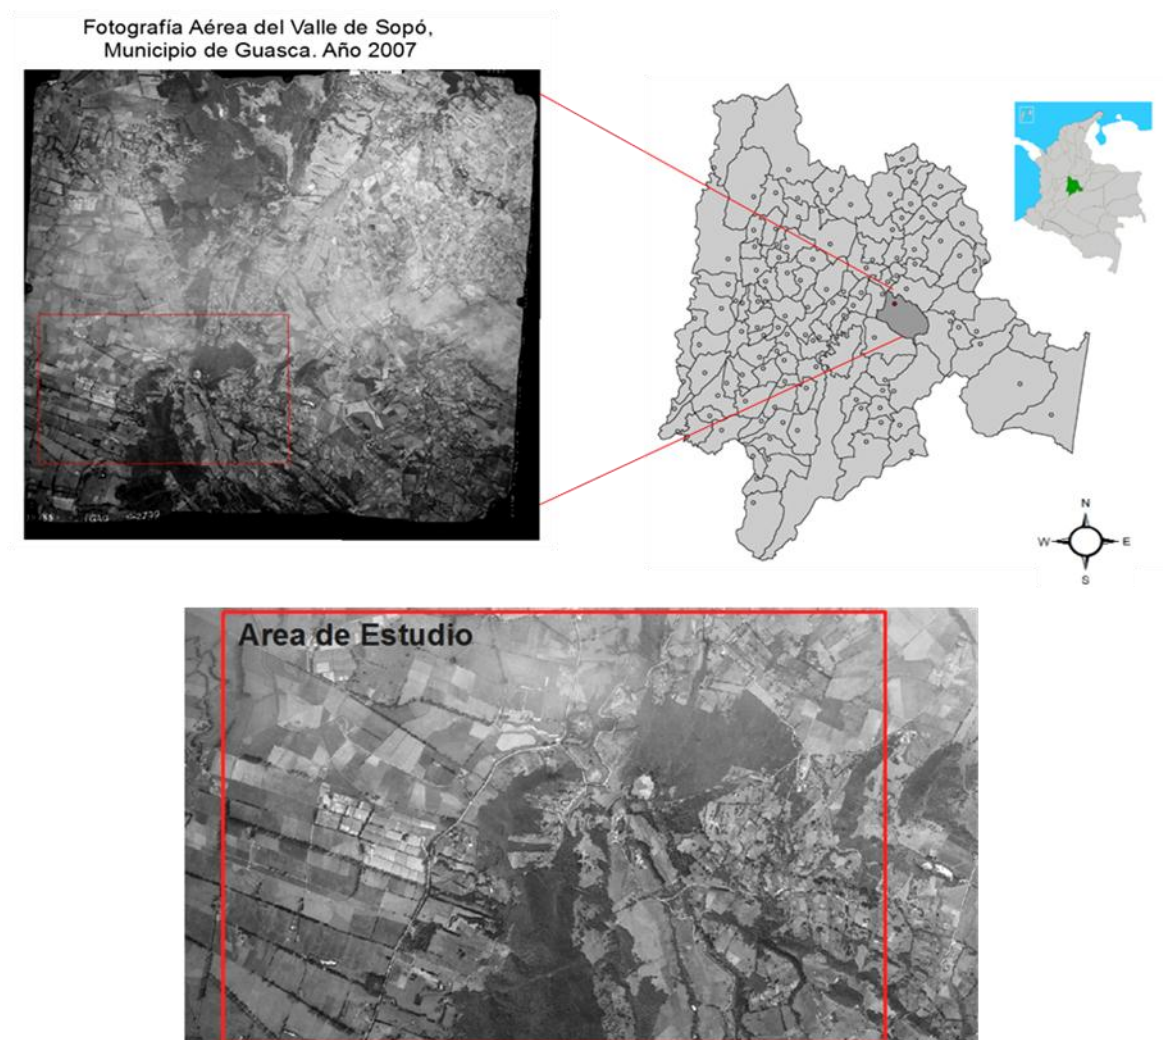 Fotografía Aérea del Valle de Sopó,
Municipio de Guasca. Año 2007
N
W
E
S
Area de Estudio